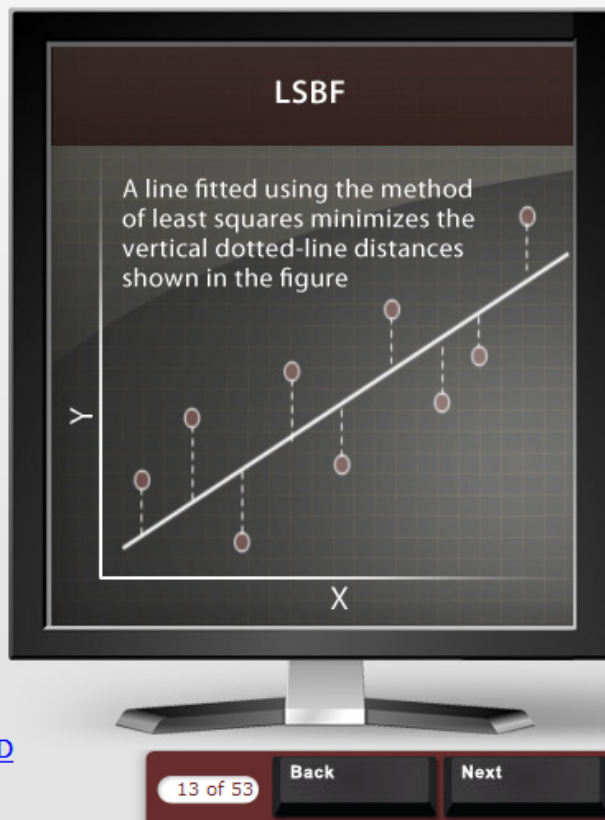 LSBF
A line fitted using the method
of least squares minimizes the
vertical dotted-line distances
shown in the figure
Y
X
D
13 of 53
Back
Next